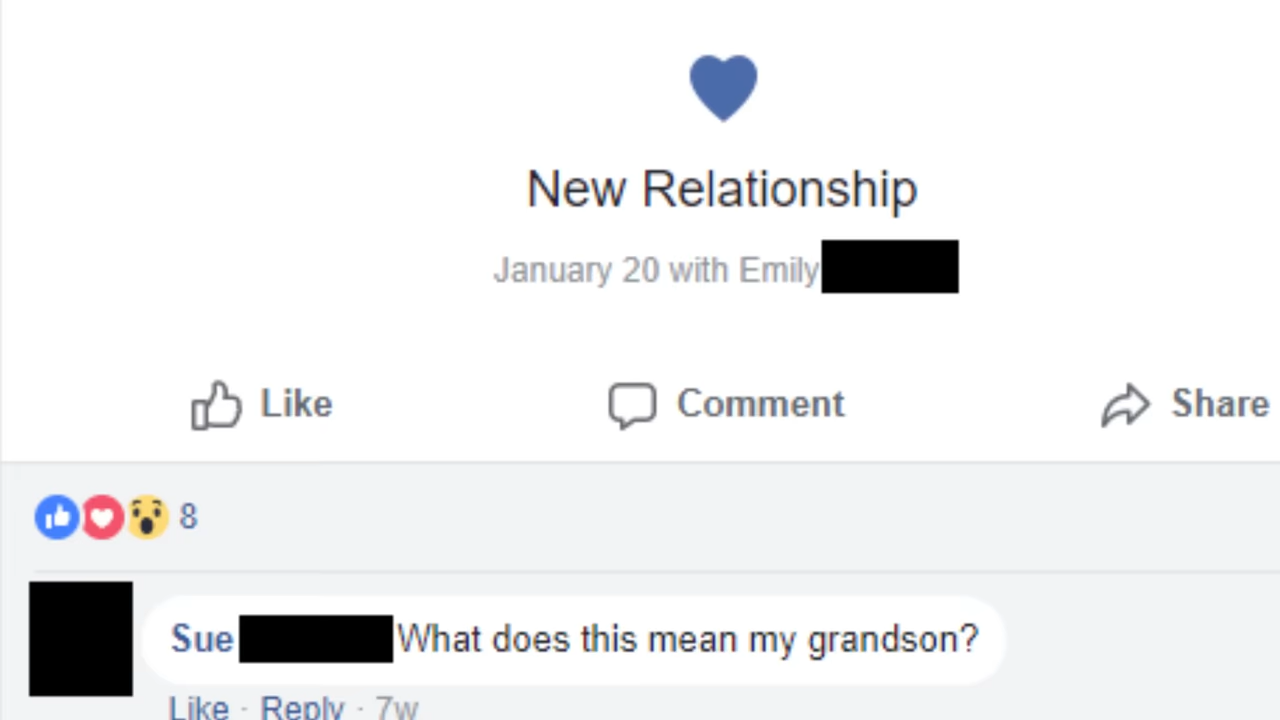 New Relationship
January 20 with Emily
Like
Comment
Share
8
Sue What does this mean my grandson?
Like · Reply · 7w